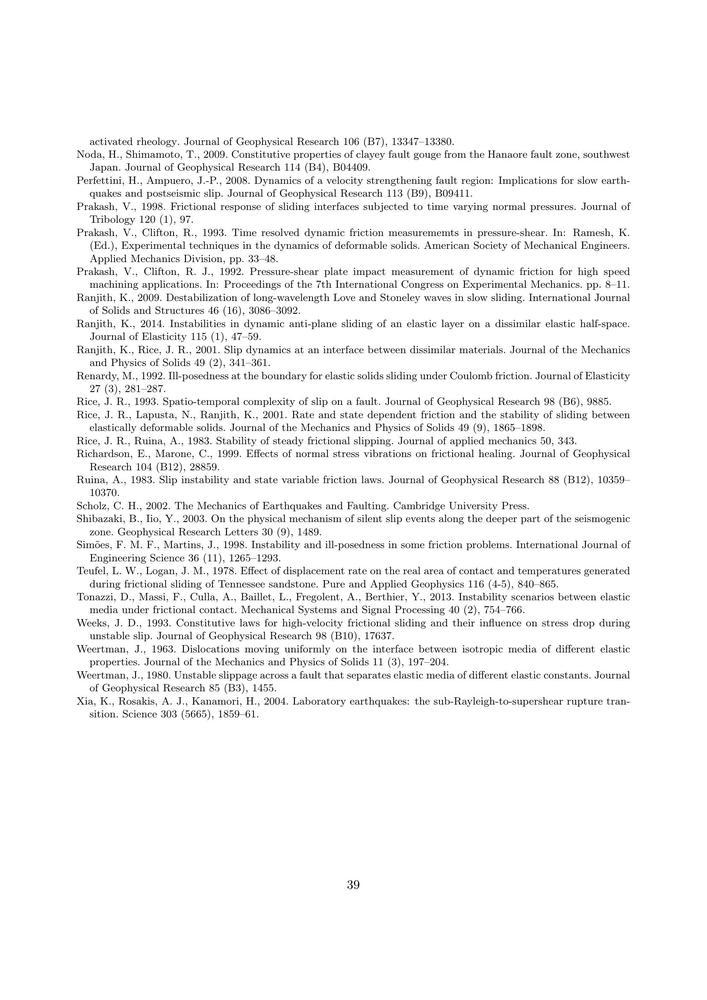 activated rheology. Journal of Geophysical Research 106 (B7), 13347–13380.
Noda, H., Shimamoto, T., 2009. Constitutive properties of clayey fault gouge from the Hanaore fault zone, southwest
Japan. Journal of Geophysical Research 114 (B4), B04409.
Perfettini, H., Ampuero, J.-P., 2008. Dynamics of a velocity strengthening fault region: Implications for slow earth-
quakes and postseismic slip. Journal of Geophysical Research 113 (B9), B09411.
Prakash, V., 1998. Frictional response of sliding interfaces subjected to time varying normal pressures. Journal of
Tribology 120 (1), 97.
Prakash, V., Clifton, R., 1993. Time resolved dynamic friction measurememts in pressure-shear. In: Ramesh, K.
(Ed.), Experimental techniques in the dynamics of deformable solids. American Society of Mechanical Engineers.
Applied Mechanics Division, pp. 33–48.
Prakash, V., Clifton, R. J., 1992. Pressure-shear plate impact measurement of dynamic friction for high speed
machining applications. In: Proceedings of the 7th International Congress on Experimental Mechanics. pp. 8–11.
Ranjith, K., 2009. Destabilization of long-wavelength Love and Stoneley waves in slow sliding. International Journal
of Solids and Structures 46 (16), 3086–3092.
Ranjith, K., 2014. Instabilities in dynamic anti-plane sliding of an elastic layer on a dissimilar elastic half-space.
Journal of Elasticity 115 (1), 47–59.
Ranjith, K., Rice, J. R., 2001. Slip dynamics at an interface between dissimilar materials. Journal of the Mechanics
and Physics of Solids 49 (2), 341–361.
Renardy, M., 1992. Ill-posedness at the boundary for elastic solids sliding under Coulomb friction. Journal of Elasticity
27 (3), 281–287.
Rice, J. R., 1993. Spatio-temporal complexity of slip on a fault. Journal of Geophysical Research 98 (B6), 9885.
Rice, J. R., Lapusta, N., Ranjith, K., 2001. Rate and state dependent friction and the stability of sliding between
elastically deformable solids. Journal of the Mechanics and Physics of Solids 49 (9), 1865–1898.
Rice, J. R., Ruina, A., 1983. Stability of steady frictional slipping. Journal of applied mechanics 50, 343.
Richardson, E., Marone, C., 1999. Effects of normal stress vibrations on frictional healing. Journal of Geophysical
Research 104 (B12), 28859.
Ruina, A., 1983. Slip instability and state variable friction laws. Journal of Geophysical Research 88 (B12), 10359–
10370.
Scholz, C. H., 2002. The Mechanics of Earthquakes and Faulting. Cambridge University Press.
Shibazaki, B., Iio, Y., 2003. On the physical mechanism of silent slip events along the deeper part of the seismogenic
zone. Geophysical Research Letters 30 (9), 1489.
Simões, F. M. F., Martins, J., 1998. Instability and ill-posedness in some friction problems. International Journal of
Engineering Science 36 (11), 1265–1293.
Teufel, L. W., Logan, J. M., 1978. Effect of displacement rate on the real area of contact and temperatures generated
during frictional sliding of Tennessee sandstone. Pure and Applied Geophysics 116 (4-5), 840–865.
Tonazzi, D., Massi, F., Culla, A., Baillet, L., Fregolent, A., Berthier, Y., 2013. Instability scenarios between elastic
media under frictional contact. Mechanical Systems and Signal Processing 40 (2), 754–766.
Weeks, J. D., 1993. Constitutive laws for high-velocity frictional sliding and their influence on stress drop during
unstable slip. Journal of Geophysical Research 98 (B10), 17637.
Weertman, J., 1963. Dislocations moving uniformly on the interface between isotropic media of different elastic
properties. Journal of the Mechanics and Physics of Solids 11 (3), 197–204.
Weertman, J., 1980. Unstable slippage across a fault that separates elastic media of different elastic constants. Journal
of Geophysical Research 85 (B3), 1455.
Xia, K., Rosakis, A. J., Kanamori, H., 2004. Laboratory earthquakes: the sub-Rayleigh-to-supershear rupture tran-
sition. Science 303 (5665), 1859–61.
39